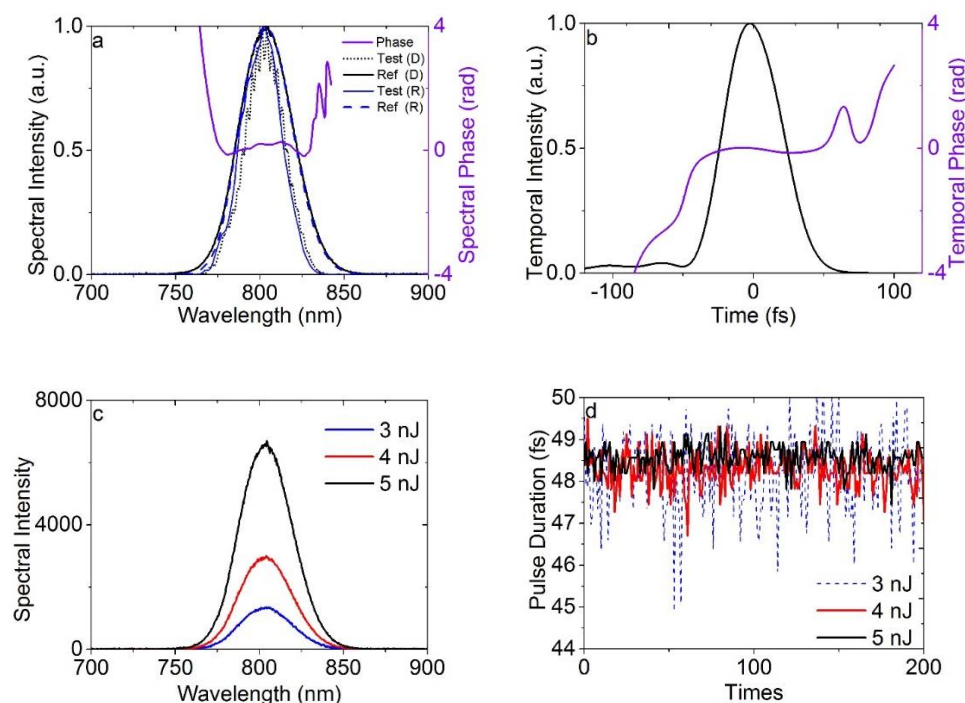 a
Phase
Test (D)
Ref (D)
Test (R)
Ref (R)
1.0
0.5
0.0
4
0
-4
700 750 800 850 900
Wavelength (nm)
Spectral Intensity (a.u.)
Spectral Phase (rad)
b
1.0
0.5
0.0
4
0
-4
-100 0 100
Time (fs)
Temporal Intensity (a.u.)
Temporal Phase (rad)
c
3 nJ
4 nJ
5 nJ
8000
4000
0
700 750 800 850 900
Wavelength (nm)
Spectral Intensity
d
50
49
48
47
46
45
44
3 nJ
4 nJ
5 nJ
0 50 100 150 200
Times
Pulse Duration (fs)